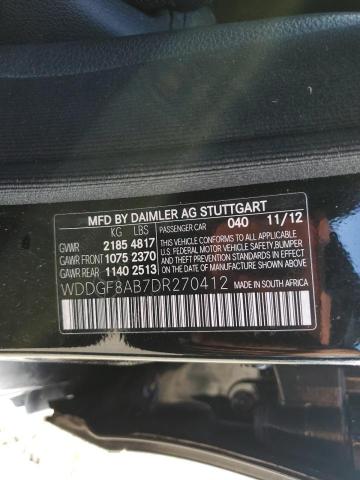 MFD BY DAIMLER AG STUTTGART
KG LBS PASSENGER CAR 040 11/12
GVWR 2185 4817 THIS VEHICLE CONFORMS TO ALL APPLICABLE U.S.
GAWR FRONT 1075 2370 FEDERAL MOTOR VEHICLE SAFETY, BUMPER
GAWR REAR 1140 2513 AND THEFT PREVENTION STANDARDS IN EFFECT ON THE DATE OF MANUFACTURE SHOWN ABOVE.
WDDGF8AB7DR270412 MADE IN SOUTH AFRICA